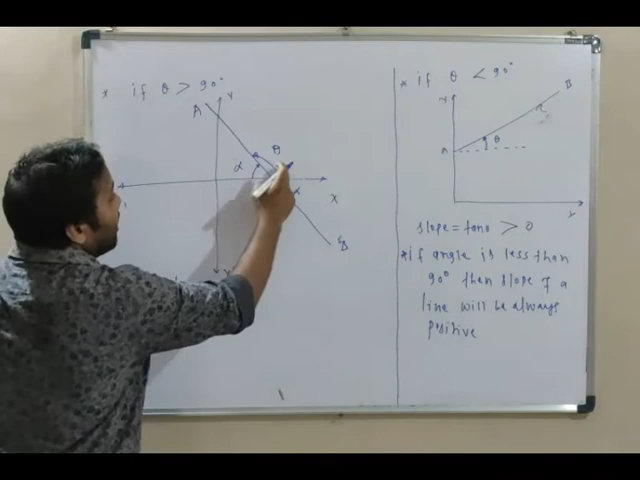 * if θ > 90°
Y
A
θ
α
α
X
B
* if θ < 90°
Y
B
A
θ
X
slope = tanθ > 0
* if angle is less than
90° than slope of a
line will be always
positive